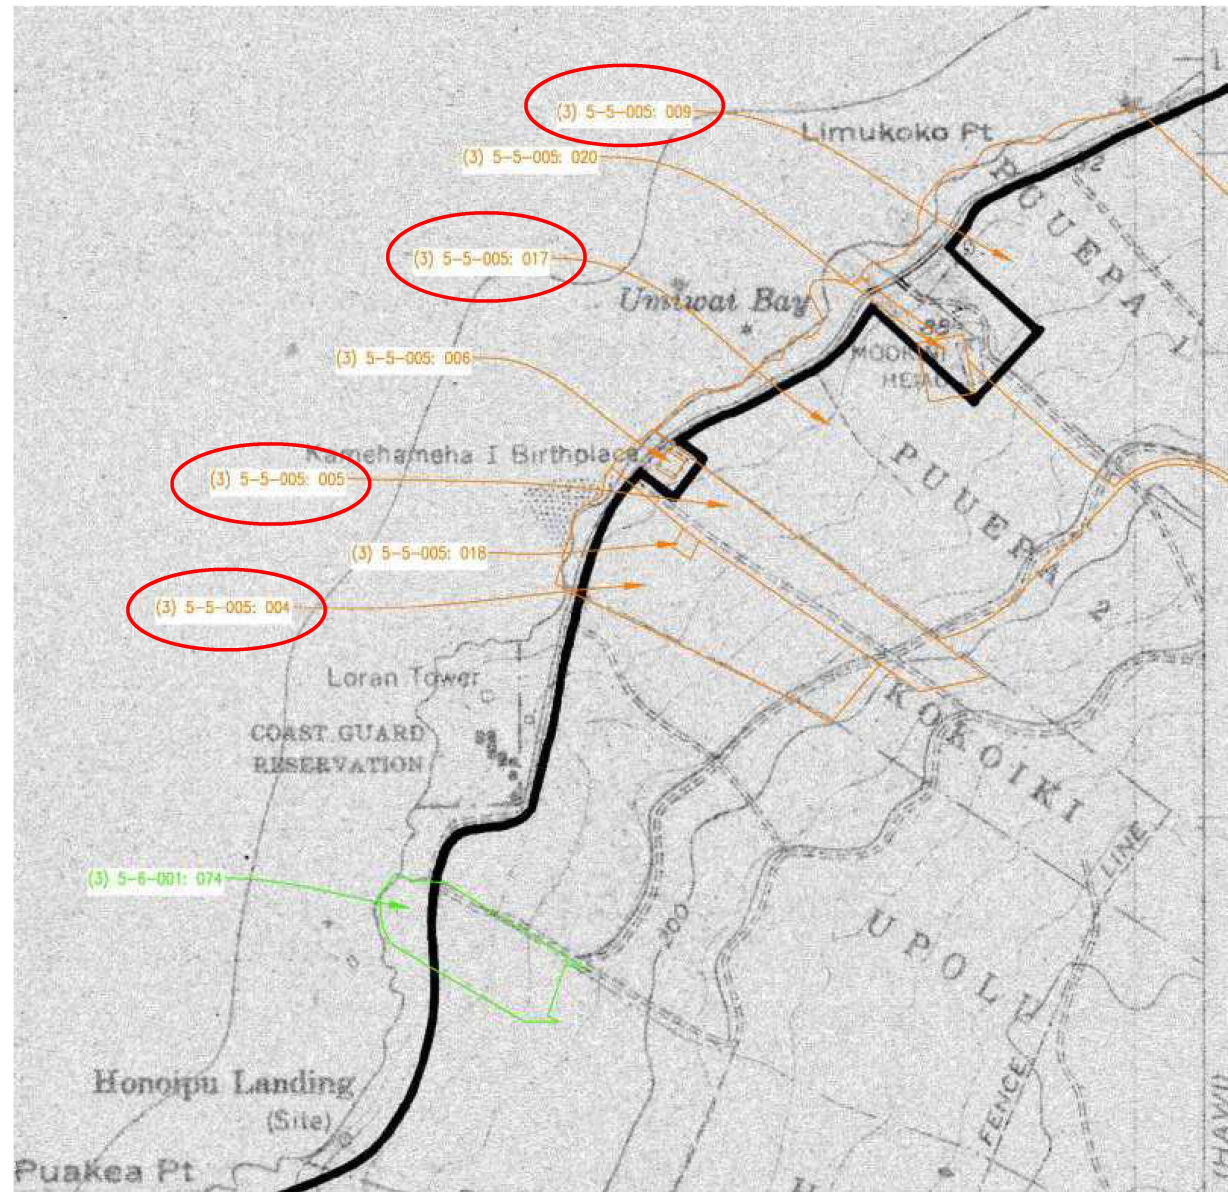 (3) 5-5-005: 009
Limukoko Pt
(3) 5-5-005: 020
PUUEPA 1
(3) 5-5-005: 017
Umiwai Bay
(3) 5-5-005: 006
MOOKINI
HEIAU
Kamehameha I Birthplace
PUUEPA 2
(3) 5-5-005: 005
(3) 5-5-005: 018
(3) 5-5-005: 004
Loran Tower
KOKOIKI
COAST GUARD
RESERVATION
LINE
(3) 5-6-001: 074
200
UPOLU
Honoipu Landing
(Site)
FENCE
(HAWI)
Puakea Pt